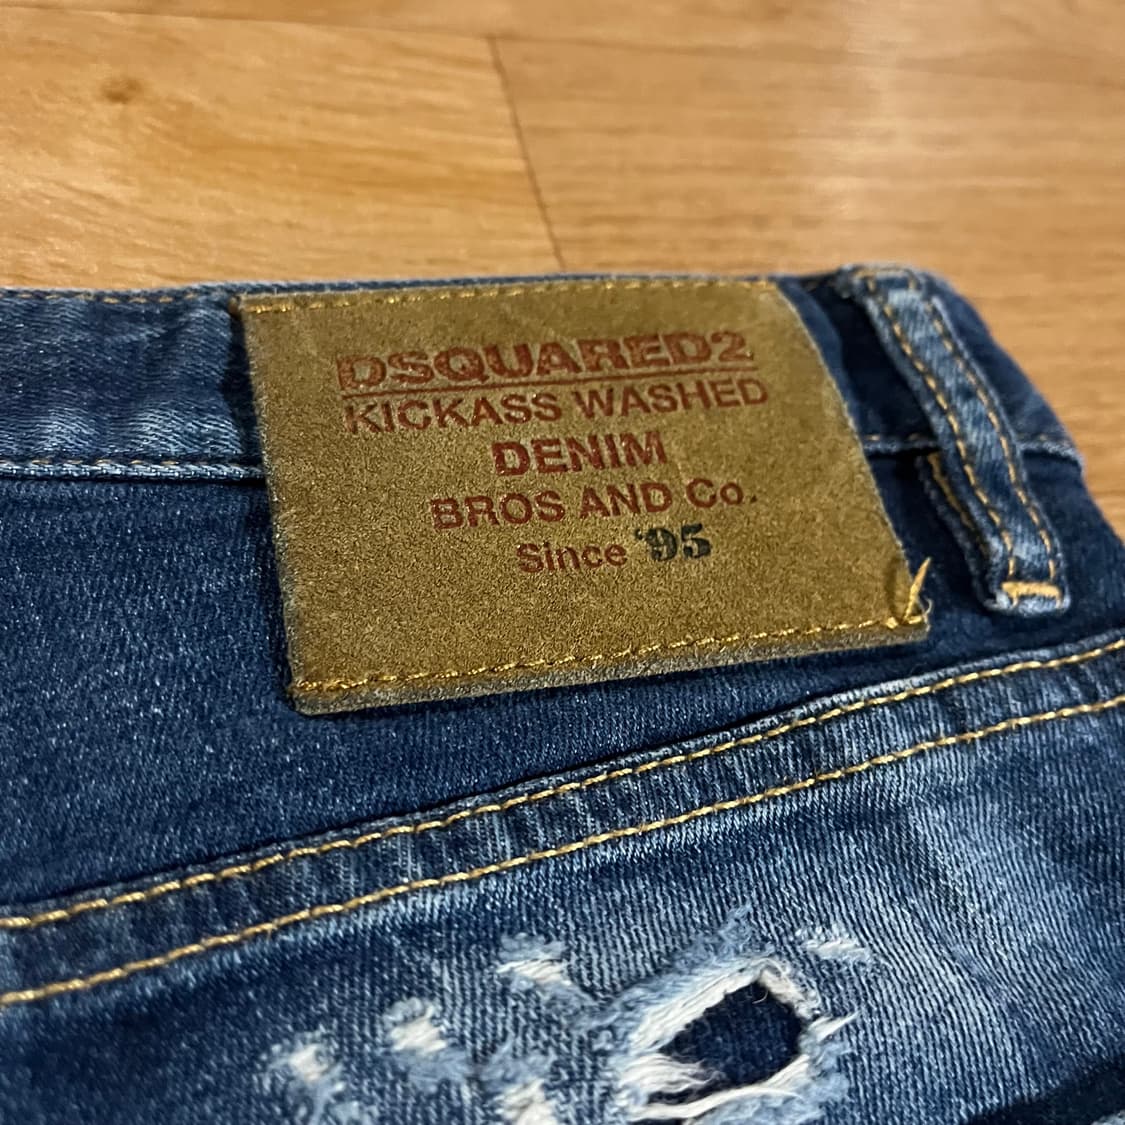 DSQUARED2
KICKASS WASHED
DENIM
BROS AND Co.
Since '95